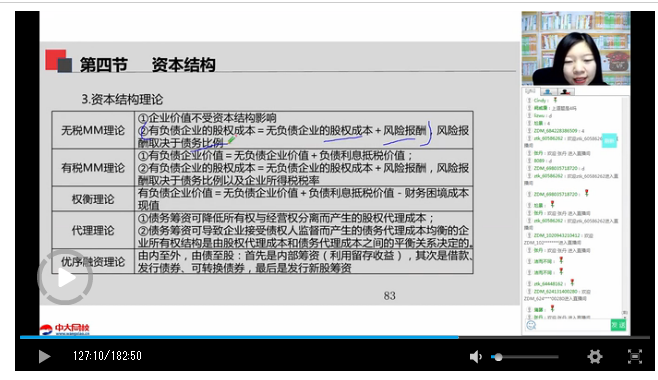 第四节 资本结构
3.资本结构理论
无税MM理论
①企业价值不受资本结构影响
②有负债企业的股权成本＝无负债企业的股权成本＋风险报酬，风险报
酬取决于债务比例
有税MM理论
①有负债企业价值＝无负债企业价值＋负债利息抵税价值；
②有负债企业的股权成本＝无负债企业的股权成本＋风险报酬，风险报
酬取决于债务比例以及企业所得税税率
权衡理论
有负债企业价值＝无负债企业价值＋负债利息抵税价值－财务困境成本
现值
代理理论
①债务筹资可降低所有权与经营权分离而产生的股权代理成本；
②债务筹资可导致企业接受债权人监督而产生的债务代理成本均衡的企
业所有权结构是由股权代理成本和债务代理成本之间的平衡关系决定的。
优序融资理论
由内至外，由债至股：首先是内部筹资（利用留存收益），其次是借款、
发行债券、可转换债券，最后是发行新股筹资
83
中大网校
Cindy：
8089：d
发送
127:10/182:50